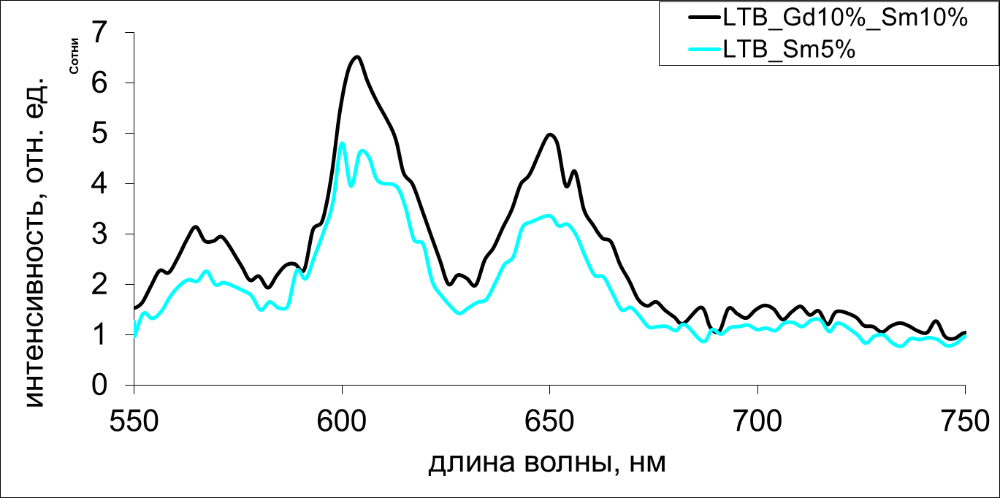 LTB_Gd10%_Sm10%
LTB_Sm5%
Сотни
интенсивность, отн. ед.
7
6
5
4
3
2
1
0
550 600 650 700 750
длина волны, нм